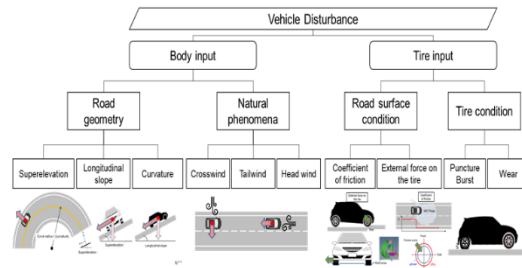 Vehicle Disturbance
Body input
Tire input
Road
geometry
Natural
phenomena
Road surface
condition
Tire condition
Superelevation
Longitudinal
slope
Curvature
Crosswind
Tailwind
Head wind
Coefficient
of friction
External force on
the tire
Puncture
Burst
Wear